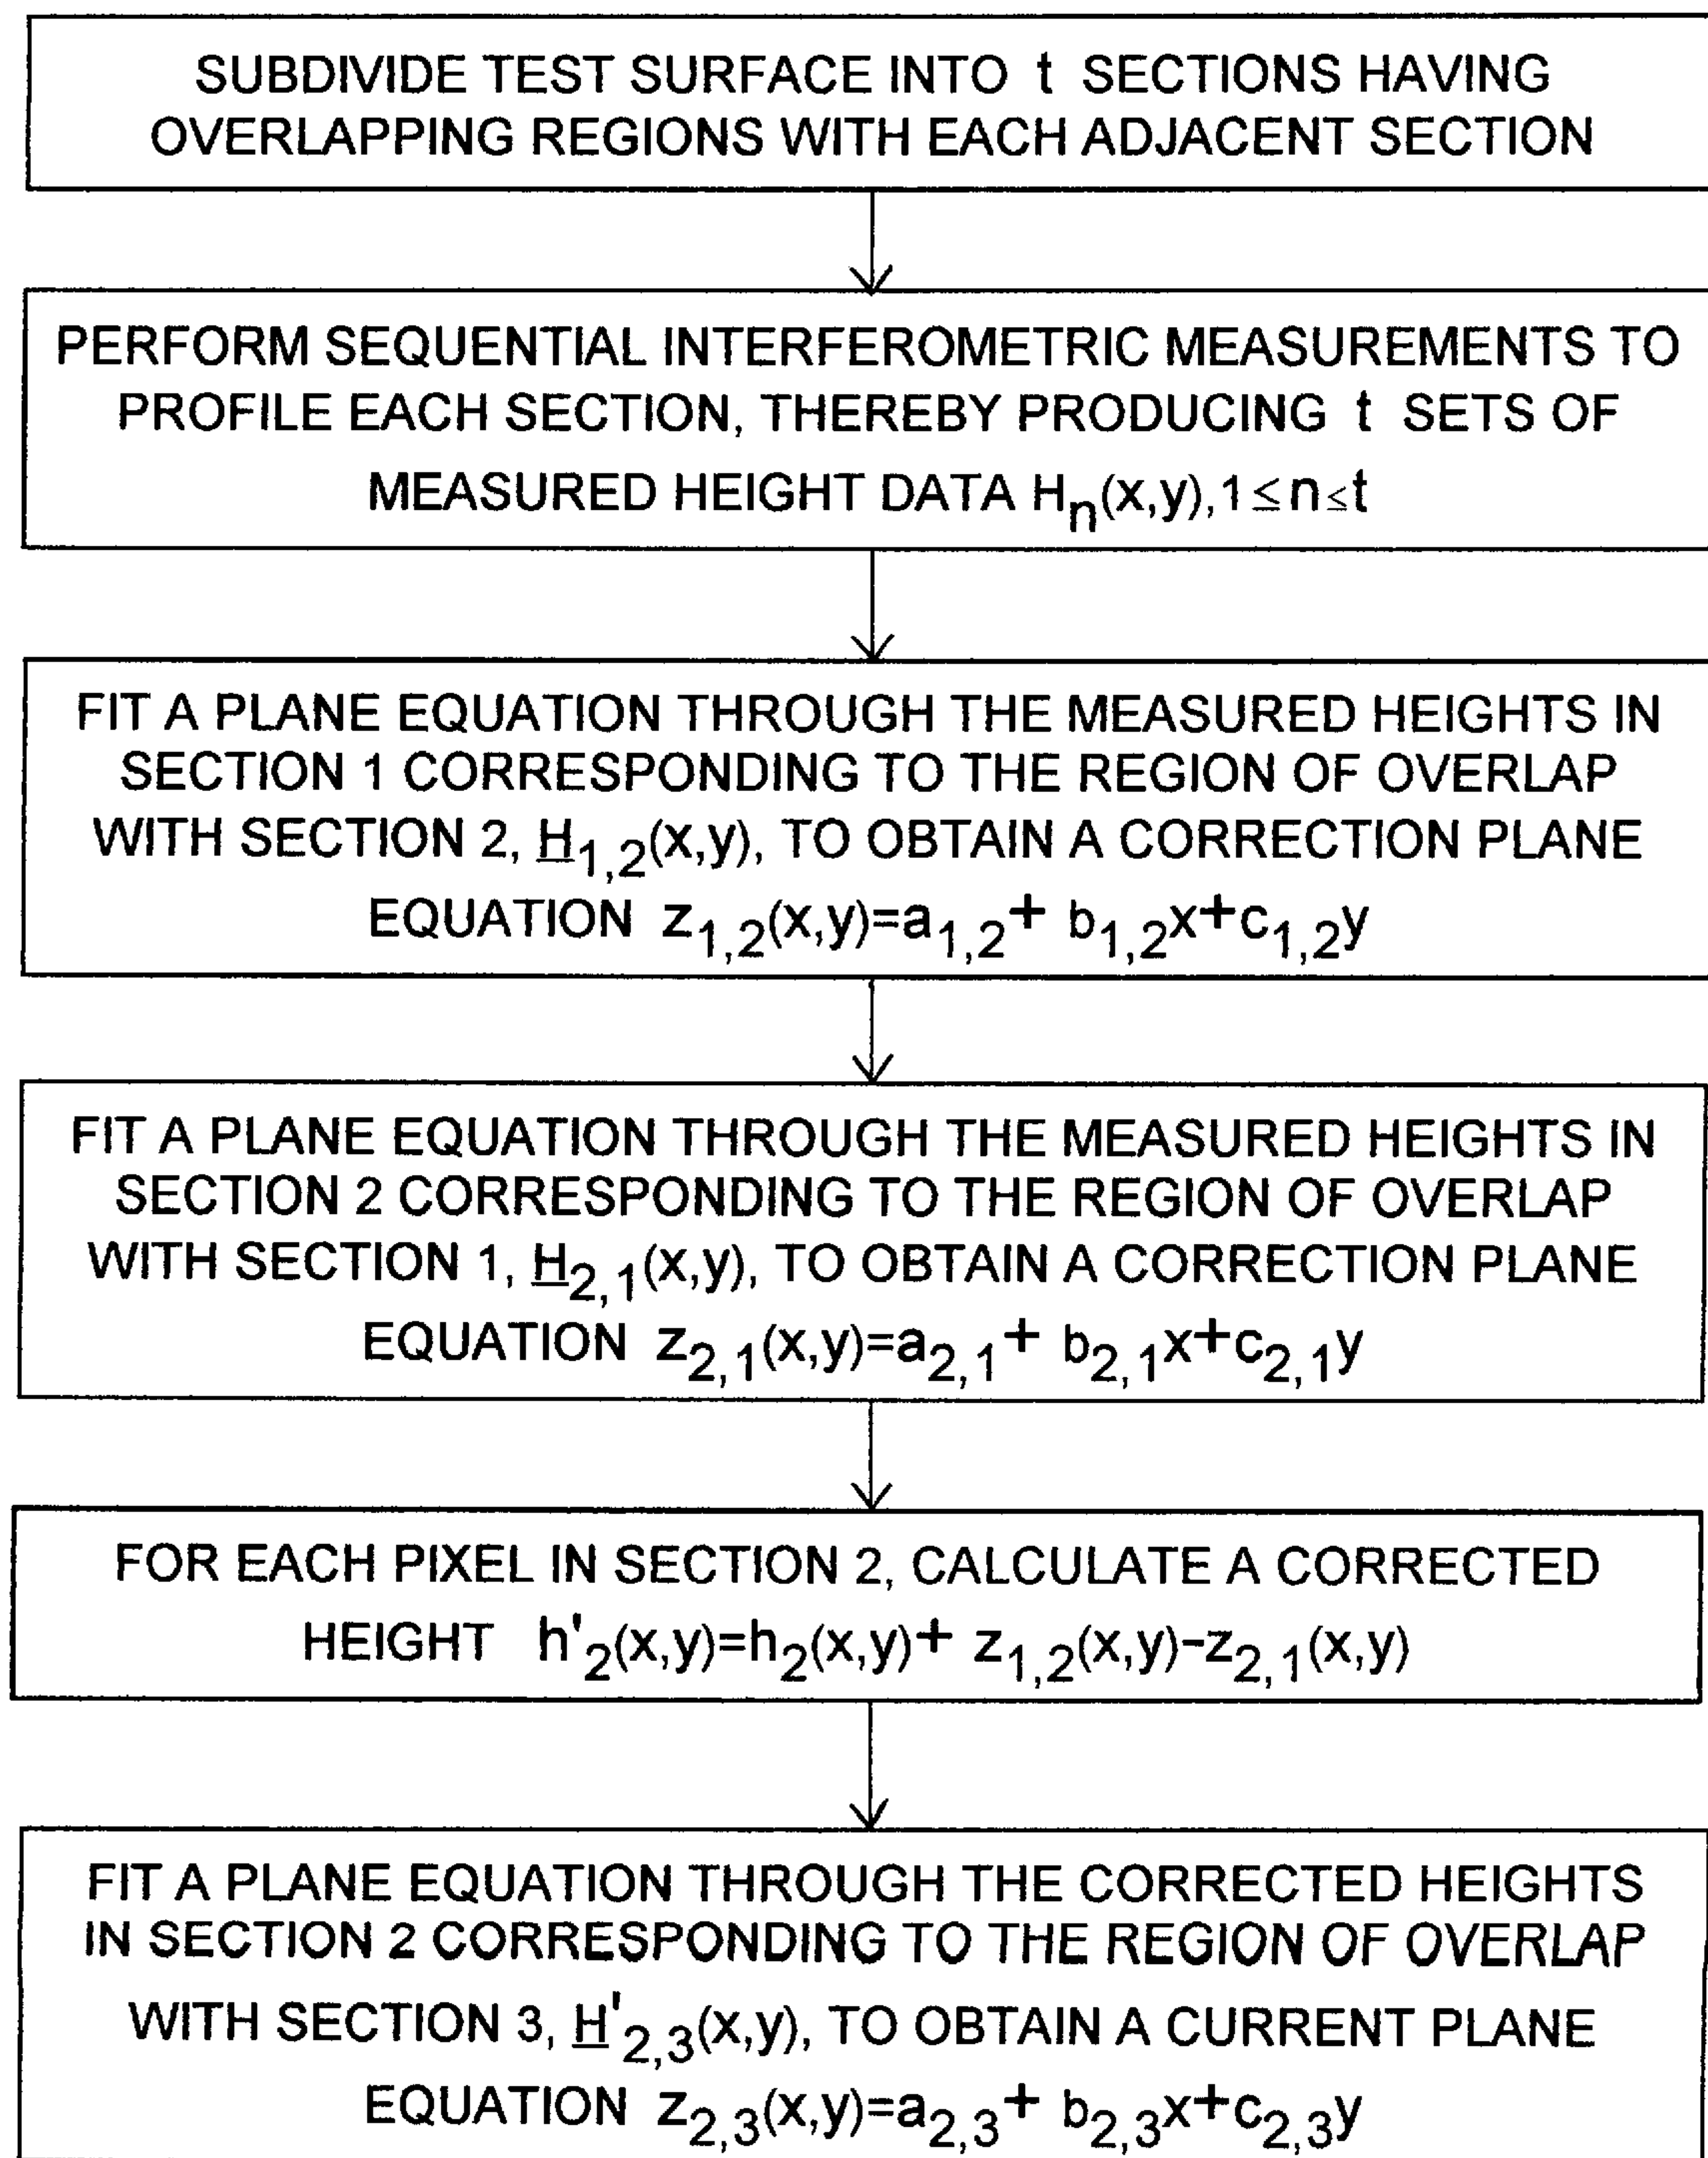 SUBDIVIDE TEST SURFACE INTO t SECTIONS HAVING
OVERLAPPING REGIONS WITH EACH ADJACENT SECTION
PERFORM SEQUENTIAL INTERFEROMETRIC MEASUREMENTS TO
PROFILE EACH SECTION, THEREBY PRODUCING t SETS OF
MEASURED HEIGHT DATA Hₙ(x,y), 1≤n≤t
FIT A PLANE EQUATION THROUGH THE MEASURED HEIGHTS IN
SECTION 1 CORRESPONDING TO THE REGION OF OVERLAP
WITH SECTION 2, H̲₁,₂(x,y), TO OBTAIN A CORRECTION PLANE
EQUATION z₁,₂(x,y)=a₁,₂+ b₁,₂x+c₁,₂y
FIT A PLANE EQUATION THROUGH THE MEASURED HEIGHTS IN
SECTION 2 CORRESPONDING TO THE REGION OF OVERLAP
WITH SECTION 1, H̲₂,₁(x,y), TO OBTAIN A CORRECTION PLANE
EQUATION z₂,₁(x,y)=a₂,₁+ b₂,₁x+c₂,₁y
FOR EACH PIXEL IN SECTION 2, CALCULATE A CORRECTED
HEIGHT h'₂(x,y)=h₂(x,y)+ z₁,₂(x,y)-z₂,₁(x,y)
FIT A PLANE EQUATION THROUGH THE CORRECTED HEIGHTS
IN SECTION 2 CORRESPONDING TO THE REGION OF OVERLAP
WITH SECTION 3, H̲'₂,₃(x,y), TO OBTAIN A CURRENT PLANE
EQUATION z₂,₃(x,y)=a₂,₃+ b₂,₃x+c₂,₃y